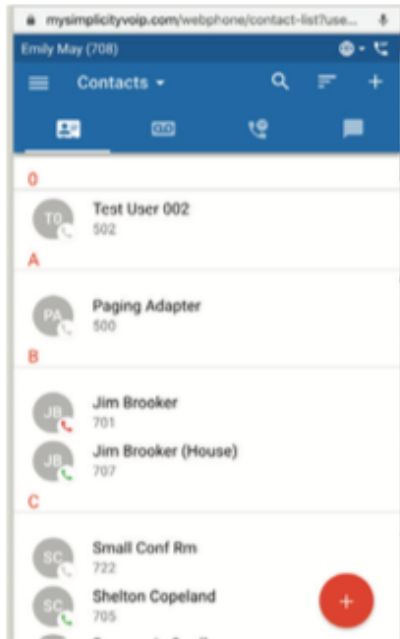 mysimplicityvoip.com/webphone/contact-list?use...
Emily May (708)
Contacts
0
T0
Test User 002
502
A
PA
Paging Adapter
500
B
JB
Jim Brooker
701
JB
Jim Brooker (House)
707
C
SC
Small Conf Rm
722
SC
Shelton Copeland
705